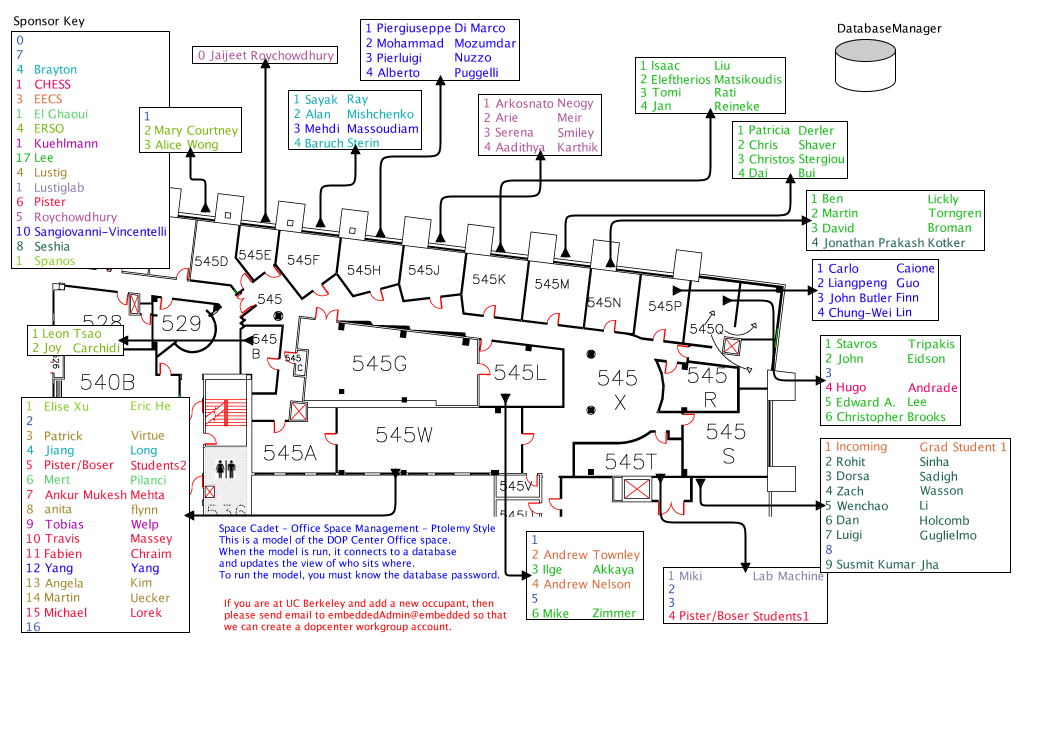 Sponsor Key
0
7
4 Brayton
1 CHESS
3 EECS
1 El Ghaoui
4 ERSO
1 Kuehlmann
17 Lee
4 Lustig
1 Lustiglab
6 Pister
5 Roychowdhury
10 Sangiovanni-Vincentelli
8 Seshia
1 Spanos
1
2 Mary Courtney
3 Alice Wong
0 Jaijeet Roychowdhury
1 Piergiuseppe Di Marco
2 Mohammad Mozumdar
3 Pierluigi Nuzzo
4 Alberto Puggelli
1 Sayak Ray
2 Alan Mishchenko
3 Mehdi Massoudiam
4 Baruch Sterin
1 Arkosnato Neogy
2 Arie Meir
3 Serena Smiley
4 Aadithya Karthik
1 Isaac Liu
2 Eleftherios Matsikoudis
3 Tomi Rati
4 Jan Reineke
DatabaseManager
1 Patricia Derler
2 Chris Shaver
3 Christos Stergiou
4 Dai Bui
1 Ben Lickly
2 Martin Torngren
3 David Broman
4 Jonathan Prakash Kotker
1 Carlo Caione
2 Liangpeng Guo
3 John Butler Finn
4 Chung-Wei Lin
1 Stavros Tripakis
2 John Eidson
3
4 Hugo Andrade
5 Edward A. Lee
6 Christopher Brooks
1 Incoming Grad Student 1
2 Rohit Sinha
3 Dorsa Sadigh
4 Zach Wasson
5 Wenchao Li
6 Dan Holcomb
7 Luigi Guglielmo
8
9 Susmit Kumar Jha
545D
545E
545F
545H
545J
545K
545M
545N
545P
545Q
528
529
545
545
B
545
C
545G
545L
545
X
545
R
545
S
545T
545W
545A
545V
545U
540B
26
536
1 Leon Tsao
2 Joy Carchidi
1 Elise Xu Eric He
2
3 Patrick Virtue
4 Jiang Long
5 Pister/Boser Students2
6 Mert Pilanci
7 Ankur Mukesh Mehta
8 anita flynn
9 Tobias Welp
10 Travis Massey
11 Fabien Chraim
12 Yang Yang
13 Angela Kim
14 Martin Uecker
15 Michael Lorek
16
Space Cadet - Office Space Management - Ptolemy Style
This is a model of the DOP Center Office space.
When the model is run, it connects to a database
and updates the view of who sits where.
To run the model, you must know the database password.
If you are at UC Berkeley and add a new occupant, then
please send email to embeddedAdmin@embedded so that
we can create a dopcenter workgroup account.
1
2 Andrew Townley
3 Ilge Akkaya
4 Andrew Nelson
5
6 Mike Zimmer
1 Miki Lab Machine
2
3
4 Pister/Boser Students1